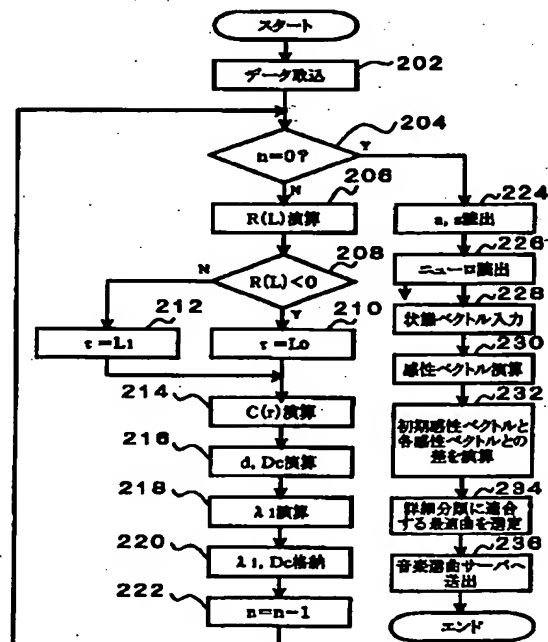 スタート
データ取込
202
n=0?
204
Y
N
R(L)演算
206
R(L)<0
208
N
Y
τ=L1
212
τ=L0
210
C(r)演算
214
d, Dc演算
216
λ1演算
218
λ1, Dc格納
220
n=n-1
222
224
ニューロ
226
状態ベクトル入力
228
感性ベクトル演算
230
初期感性ベクトルと
各感性ベクトルとの
差を演算
232
詳細分類に適合
する最適曲を選定
234
音楽選曲サーバへ
送出
236
エンド